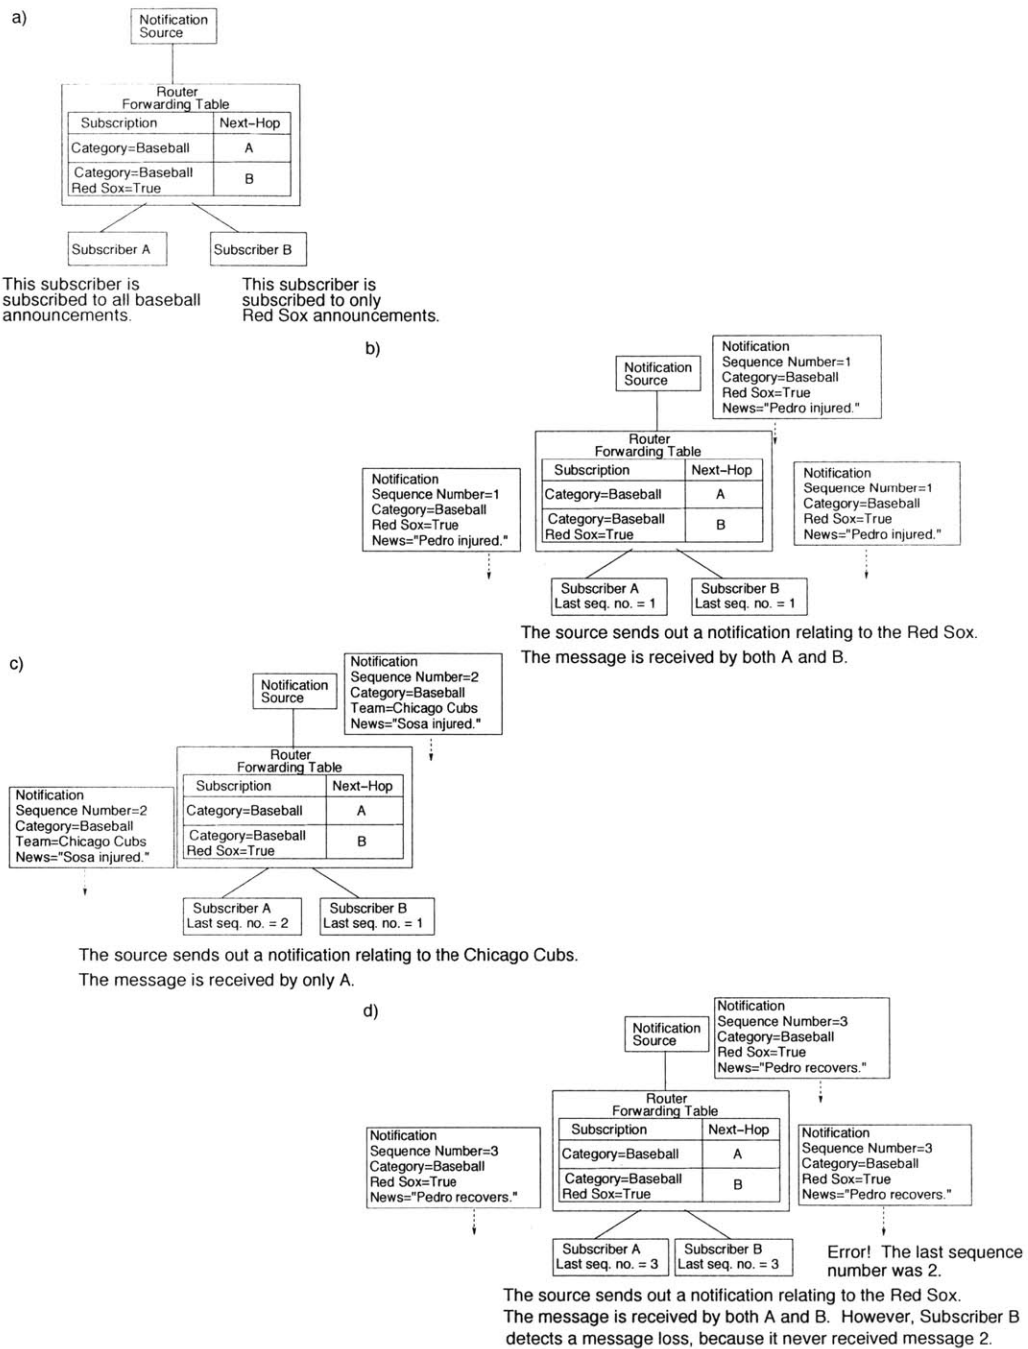 a)
Notification
Source
Router
Forwarding Table
Subscription Next-Hop
Category=Baseball A
Category=Baseball
Red Sox=True B
Subscriber A Subscriber B
This subscriber is
subscribed to all baseball
announcements.
This subscriber is
subscribed to only
Red Sox announcements.
b)
Notification
Source
Notification
Sequence Number=1
Category=Baseball
Red Sox=True
News="Pedro injured."
Router
Forwarding Table
Subscription Next-Hop
Category=Baseball A
Category=Baseball
Red Sox=True B
Notification
Sequence Number=1
Category=Baseball
Red Sox=True
News="Pedro injured."
Notification
Sequence Number=1
Category=Baseball
Red Sox=True
News="Pedro injured."
Subscriber A
Last seq. no. = 1
Subscriber B
Last seq. no. = 1
The source sends out a notification relating to the Red Sox.
The message is received by both A and B.
c)
Notification
Source
Notification
Sequence Number=2
Category=Baseball
Team=Chicago Cubs
News="Sosa injured."
Router
Forwarding Table
Subscription Next-Hop
Category=Baseball A
Category=Baseball
Red Sox=True B
Notification
Sequence Number=2
Category=Baseball
Team=Chicago Cubs
News="Sosa injured."
Subscriber A
Last seq. no. = 2
Subscriber B
Last seq. no. = 1
The source sends out a notification relating to the Chicago Cubs.
The message is received by only A.
d)
Notification
Source
Notification
Sequence Number=3
Category=Baseball
Red Sox=True
News="Pedro recovers."
Router
Forwarding Table
Subscription Next-Hop
Category=Baseball A
Category=Baseball
Red Sox=True B
Notification
Sequence Number=3
Category=Baseball
Red Sox=True
News="Pedro recovers."
Notification
Sequence Number=3
Category=Baseball
Red Sox=True
News="Pedro recovers."
Subscriber A
Last seq. no. = 3
Subscriber B
Last seq. no. = 3
Error! The last sequence
number was 2.
The source sends out a notification relating to the Red Sox.
The message is received by both A and B. However, Subscriber B
detects a message loss, because it never received message 2.